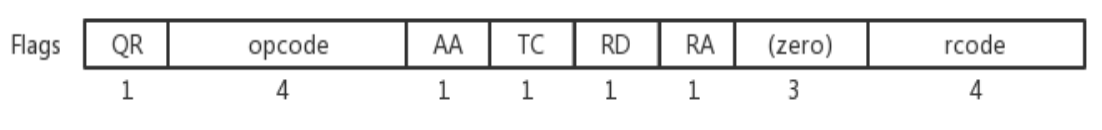 Flags QR opcode AA TC RD RA (zero) rcode
1 4 1 1 1 1 3 4